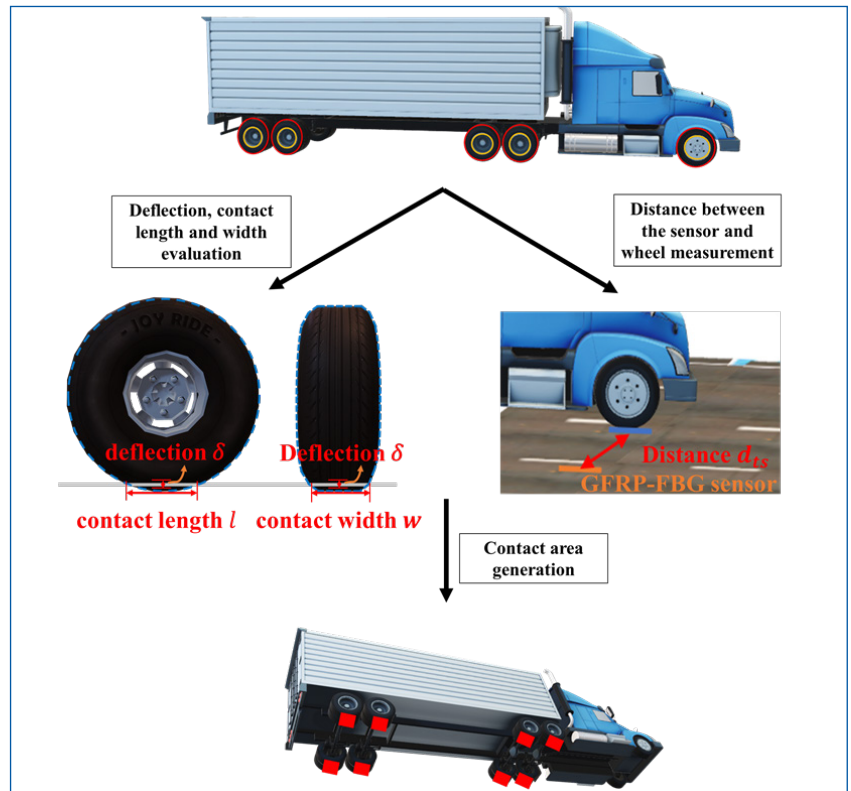 Deflection, contact
length and width
evaluation
Distance between
the sensor and
wheel measurement
- JOY RIDE -
deflection δ
contact length l
Deflection δ
contact width w
Distance d_ts
GFRP-FBG sensor
Contact area
generation